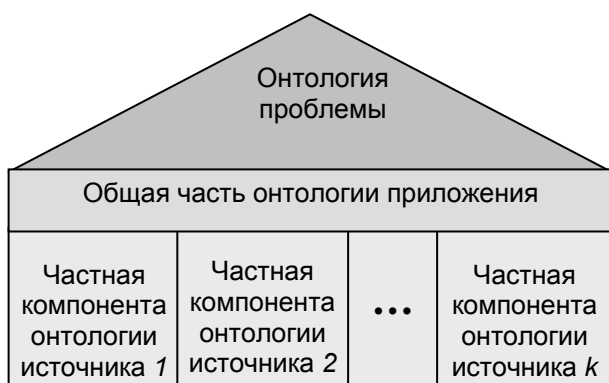 Онтология
проблемы
Общая часть онтологии приложения
Частная
компонента
онтологии
источника 1
Частная
компонента
онтологии
источника 2
...
Частная
компонента
онтологии
источника k